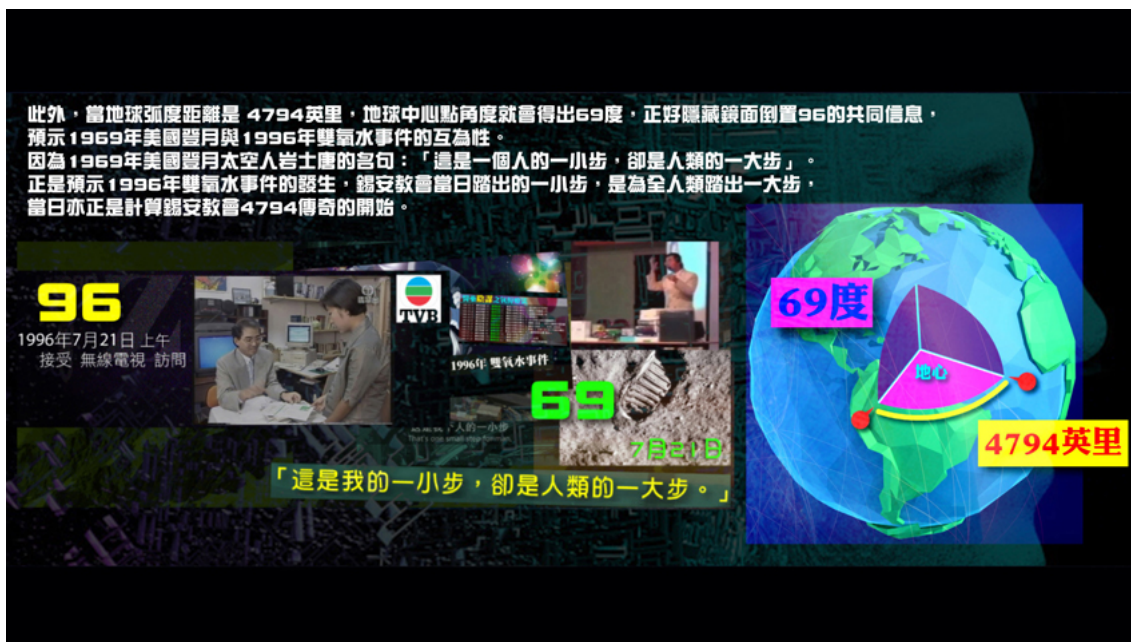 此外，當地球弧度距離是 4794英里，地球中心點角度就會得出69度，正好隱藏鏡面倒置96的共同信息，
預示1969年美國登月與1996年雙氧水事件的互為性。
因為1969年美國登月太空人岩士唐的名句：「這是一個人的一小步，卻是人類的一大步」。
正是預示1996年雙氧水事件的發生，錫安教會當日踏出的一小步，是為全人類踏出一大步，
當日亦正是計算錫安教會4794傳奇的開始。
96
1996年7月21日 上午
接受 無線電視 訪問
TVB
1996年 雙氧水事件
69
7月21日
人的一小步
That's one small step for man,
「這是我的一小步，卻是人類的一大步。」
69度
地心
4794英里